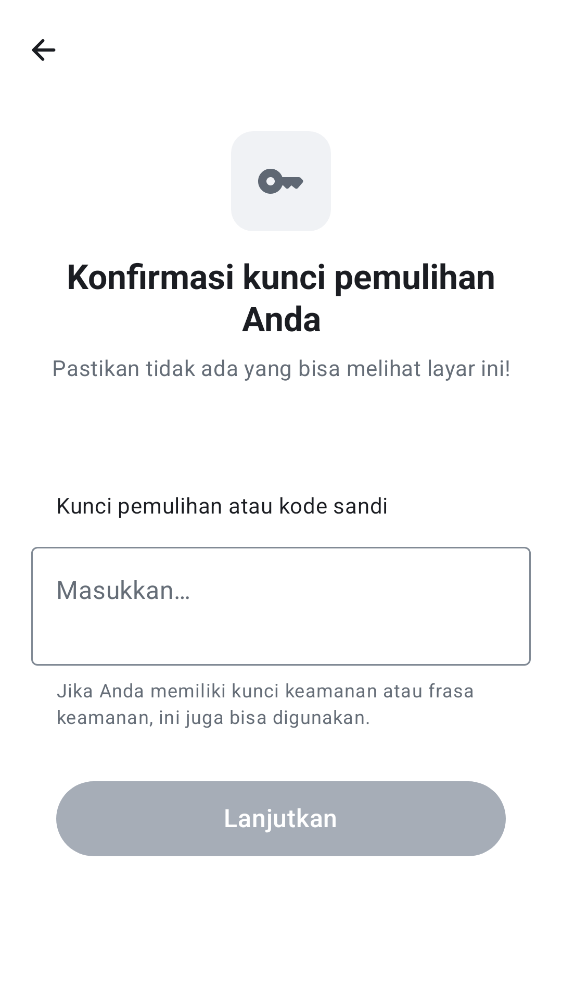 Konfirmasi kunci pemulihan
Anda
Pastikan tidak ada yang bisa melihat layar ini!
Kunci pemulihan atau kode sandi
Masukkan…
Jika Anda memiliki kunci keamanan atau frasa
keamanan, ini juga bisa digunakan.
Lanjutkan